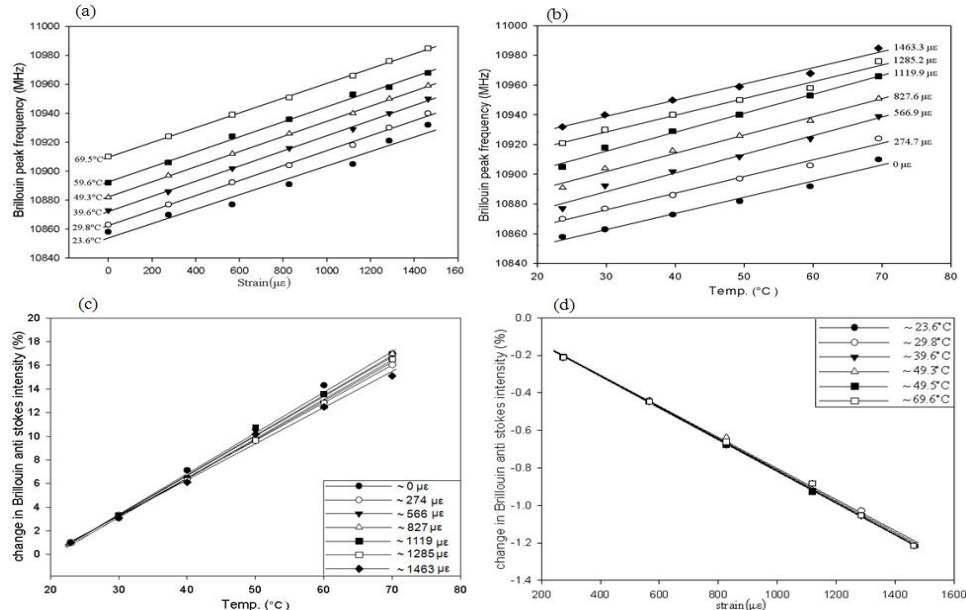 (a)
11000
10980
10960
10940
10920
10900
10880
10860
10840
Brillouin peak frequency (MHz)
69.5°C
59.6°C
49.3°C
39.6°C
29.8°C
23.6°C
0 200 400 600 800 1000 1200 1400 1600
Strain(με)
(b)
11000
10980
10960
10940
10920
10900
10880
10860
10840
Brillouin peak frequency (MHz)
1463.3 με
1285.2 με
1119.9 με
827.6 με
566.9 με
274.7 με
0 με
20 30 40 50 60 70 80
Temp. (°C )
(c)
20
18
16
14
12
10
8
6
4
2
0
change in Brillouin anti stokes intensity (%)
~ 0 με
~ 274 με
~ 566 με
~ 827 με
~ 1119 με
~ 1285 με
~ 1463 με
20 30 40 50 60 70 80
Temp. (°C)
(d)
0.0
-0.2
-0.4
-0.6
-0.8
-1.0
-1.2
-1.4
change in Brillouin anti stokes intensity (%)
~ 23.6°C
~ 29.8°C
~ 39.6°C
~ 49.3°C
~ 49.5°C
~ 69.6°C
200 400 600 800 1000 1200 1400 1600
strain(με)